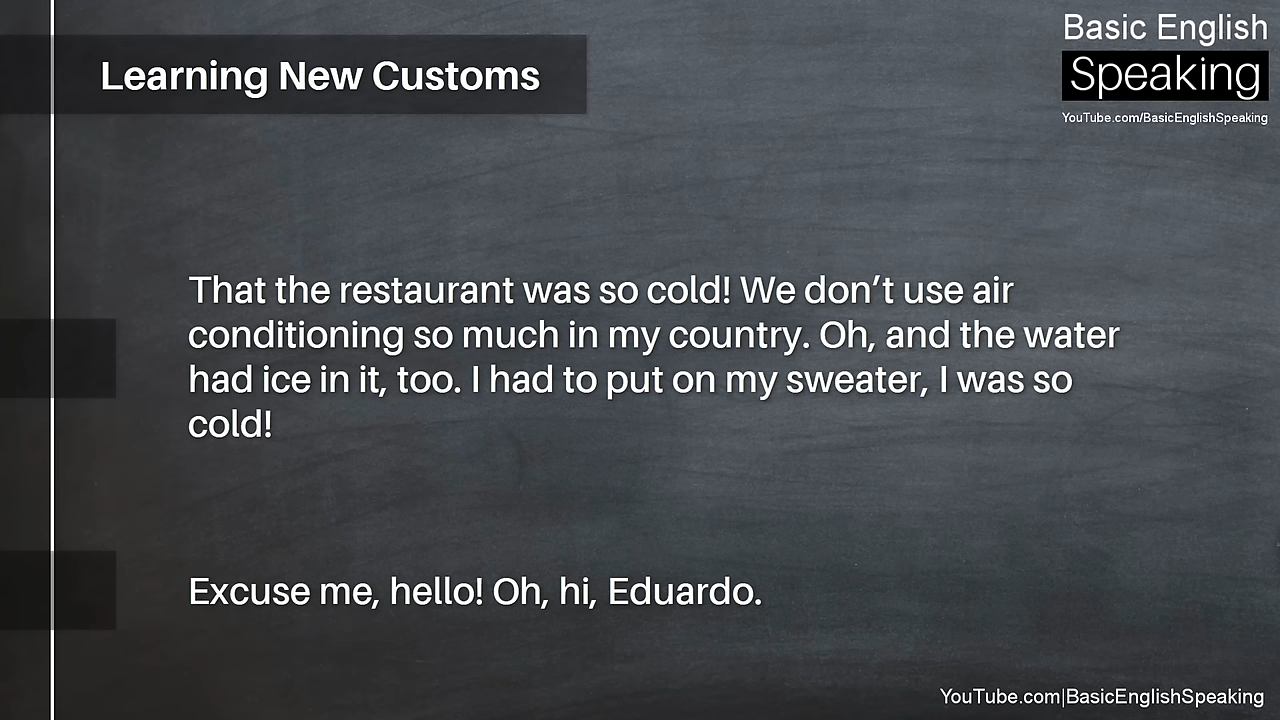 Basic English
Speaking
YouTube.com/BasicEnglishSpeaking
Learning New Customs
That the restaurant was so cold! We don’t use air
conditioning so much in my country. Oh, and the water
had ice in it, too. I had to put on my sweater, I was so
cold!
Excuse me, hello! Oh, hi, Eduardo.
YouTube.com|BasicEnglishSpeaking